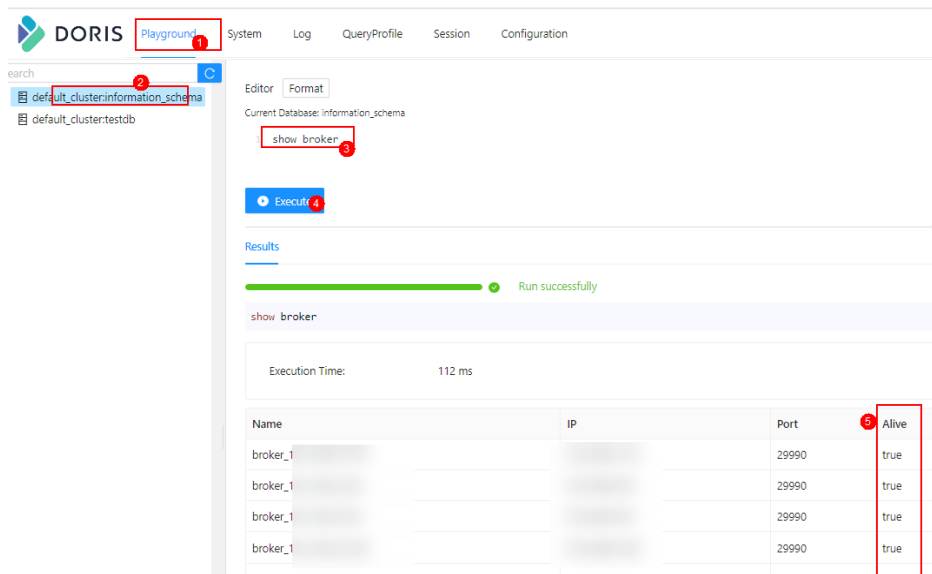 DORIS Playground System Log QueryProfile Session Configuration
1
earch
2
default_cluster:information_schema
default_cluster:testdb
Editor Format
Current Database: information_schema
show broker
3
Execute 4
Results
Run successfully
show broker
Execution Time: 112 ms
Name IP Port 5 Alive
broker_1 29990 true
broker_1 29990 true
broker_1 29990 true
broker_1 29990 true